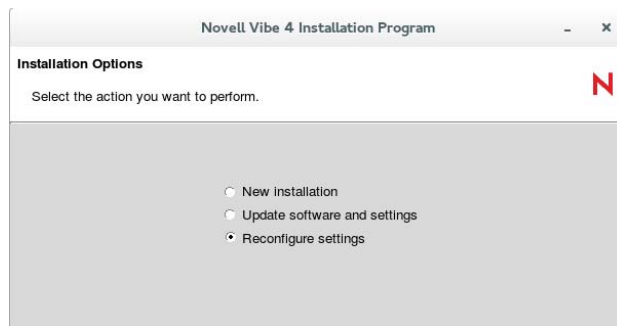 Novell Vibe 4 Installation Program
Installation Options
Select the action you want to perform.
N
New installation
Update software and settings
Reconfigure settings